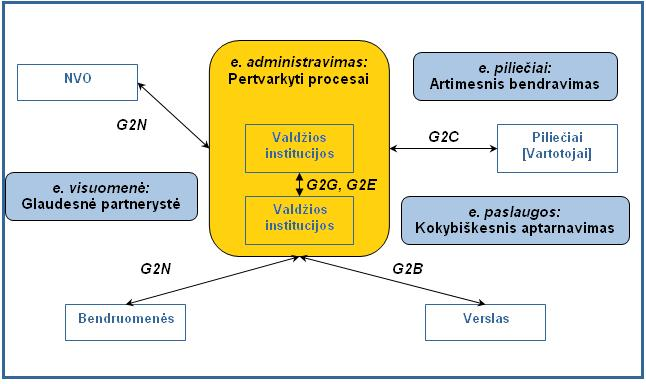 e. administravimas:
Pertvarkyti procesai
e. piliečiai:
Artimesnis bendravimas
NVO
G2N
Valdžios
institucijos
G2C
Piliečiai
[Vartotojai]
G2G, G2E
e. visuomenė:
Glaudesnė partnerystė
Valdžios
institucijos
e. paslaugos:
Kokybiškesnis aptarnavimas
G2N
G2B
Bendruomenės
Verslas